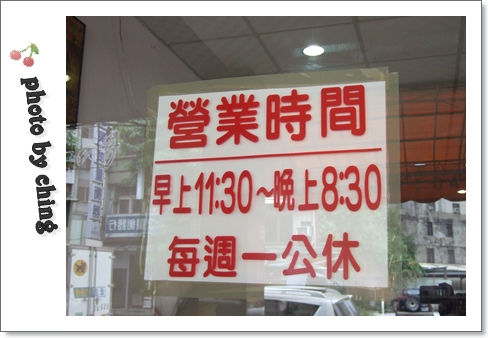 營業時間
早上11:30～晚上8:30
每週一公休
photo by ching